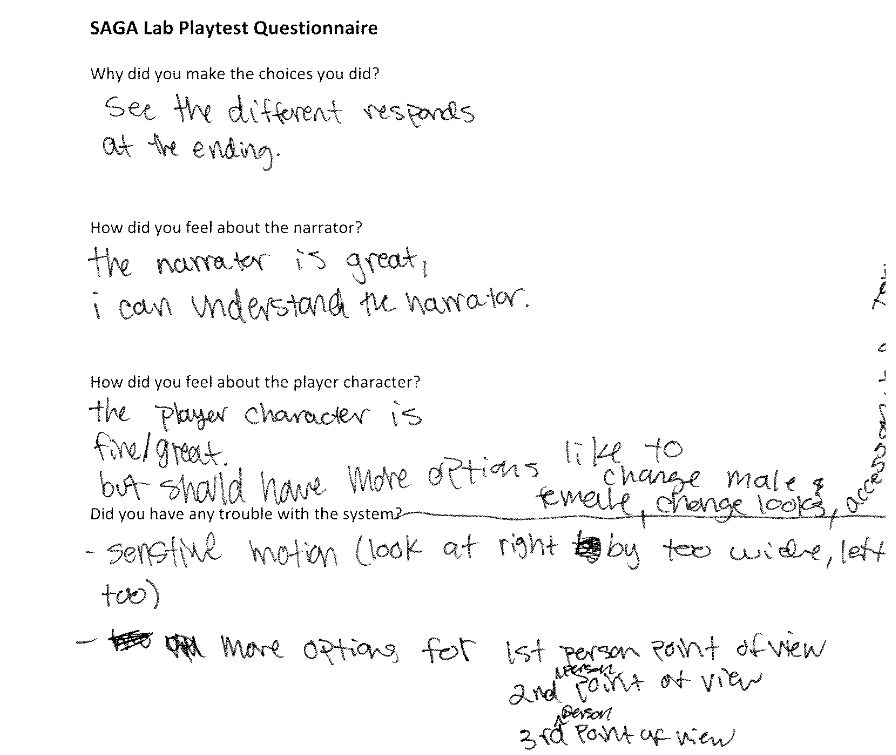 SAGA Lab Playtest Questionnaire
Why did you make the choices you did?
See the different responds
at the ending.
How did you feel about the narrator?
the narrator is great,
i can understand the narrator.
How did you feel about the player character?
the player character is
fine/great.
but should have more options like to
change male &
female, change looks,
Did you have any trouble with the system?
- senstive motion (look at right by too wide, left
too)
- more options for 1st person point of view
2nd person point of view
3rd person point of view